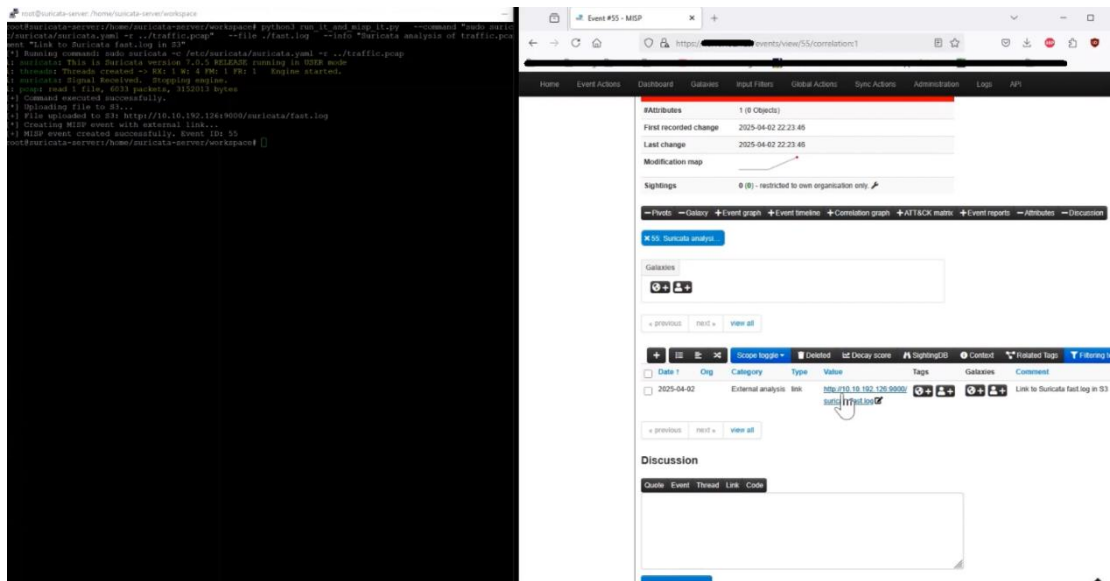 root@suricata-server: /home/suricata-server/workspace
root@suricata-server:/home/suricata-server/workspace# python3 run_it_and_misp_it.py --command "sudo suric
/suricata/suricata.yaml -r ../traffic.pcap" --file ./fast.log --info "Suricata analysis of traffic.pca
ment "Link to Suricata fast.log in S3"
[*] Running command: sudo suricata -c /etc/suricata/suricata.yaml -r ../traffic.pcap
i: suricata: This is Suricata version 7.0.5 RELEASE running in USER mode
i: threads: Threads created -> RX: 1 W: 4 FM: 1 FR: 1 Engine started.
i: suricata: Signal Received. Stopping engine.
i: pcap: read 1 file, 6033 packets, 3152013 bytes
[+] Command executed successfully.
[*] Uploading file to S3...
[+] File uploaded to S3: http://10.10.192.126:9000/suricata/fast.log
[*] Creating MISP event with external link...
[+] MISP event created successfully. Event ID: 55
root@suricata-server:/home/suricata-server/workspace#
Event #55 - MISP
https:// events/view/55/correlation:1
Home Event Actions Dashboard Galaxies Input Filters Global Actions Sync Actions Administration Logs API
#Attributes 1 (0 Objects)
First recorded change 2025-04-02 22:23:46
Last change 2025-04-02 22:23:46
Modification map
Sightings 0 (0) - restricted to own organisation only.
Pivots Galaxy +Event graph +Event timeline +Correlation graph +ATT&CK matrix +Event reports Attributes Discussion
55: Suricata analysi...
Galaxies
« previous next » view all
Scope toggle Deleted Decay score SightingDB Context Related Tags Filtering
Date ↑ Org Category Type Value Tags Galaxies Comment
2025-04-02 External analysis link http://10.10.192.126:9000/ Link to Suricata fast.log in S3
suricata/fast.log
« previous next » view all
Discussion
Quote Event Thread Link Code